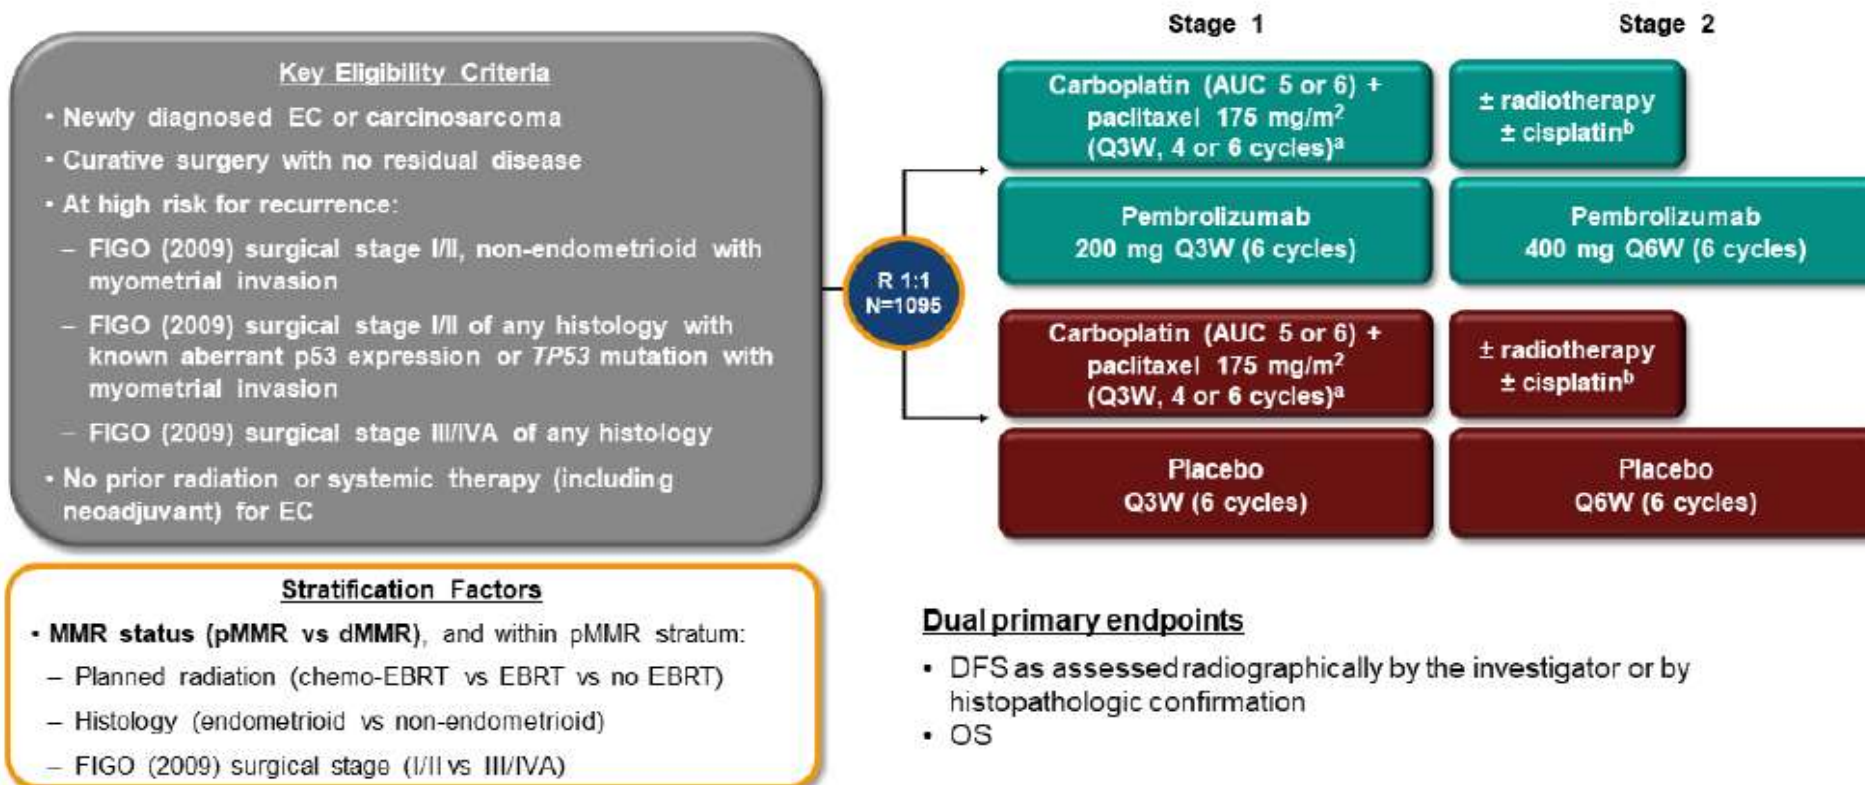 Key Eligibility Criteria
• Newly diagnosed EC or carcinosarcoma
• Curative surgery with no residual disease
• At high risk for recurrence:
– FIGO (2009) surgical stage I/II, non-endometrioid with
myometrial invasion
– FIGO (2009) surgical stage I/II of any histology with
known aberrant p53 expression or TP53 mutation with
myometrial invasion
– FIGO (2009) surgical stage III/IVA of any histology
• No prior radiation or systemic therapy (including
neoadjuvant) for EC
Stratification Factors
• MMR status (pMMR vs dMMR), and within pMMR stratum:
– Planned radiation (chemo-EBRT vs EBRT vs no EBRT)
– Histology (endometrioid vs non-endometrioid)
– FIGO (2009) surgical stage (I/II vs III/IVA)
R 1:1
N=1095
Stage 1
Carboplatin (AUC 5 or 6) +
paclitaxel 175 mg/m²
(Q3W, 4 or 6 cycles)ᵃ
Pembrolizumab
200 mg Q3W (6 cycles)
Carboplatin (AUC 5 or 6) +
paclitaxel 175 mg/m²
(Q3W, 4 or 6 cycles)ᵃ
Placebo
Q3W (6 cycles)
Stage 2
± radiotherapy
± cisplatinᵇ
Pembrolizumab
400 mg Q6W (6 cycles)
± radiotherapy
± cisplatinᵇ
Placebo
Q6W (6 cycles)
Dual primary endpoints
• DFS as assessed radiographically by the investigator or by
histopathologic confirmation
• OS